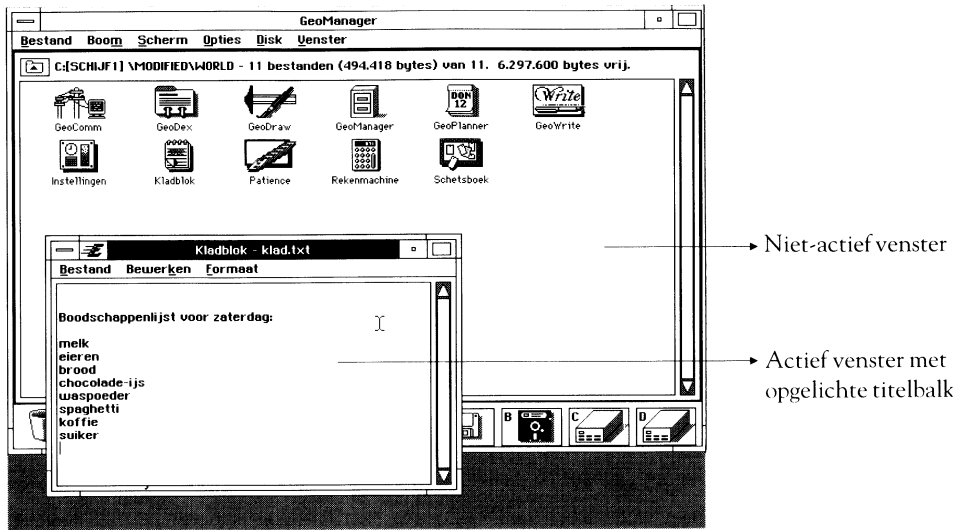 GeoManager
Bestand Boom Scherm Opties Disk Venster
C:[SCHIJF1] \MODIFIED\WORLD - 11 bestanden (494.418 bytes) van 11. 6.297.600 bytes vrij.
DON
12
Write
GeoComm GeoDex GeoDraw GeoManager GeoPlanner GeoWrite
Instellingen Kladblok Patience Rekenmachine Schetsboek
Kladblok - klad.txt
Bestand Bewerken Formaat
Boodschappenlijst voor zaterdag:
melk
eieren
brood
chocolade-ijs
waspoeder
spaghetti
koffie
suiker
B C D
Niet-actief venster
Actief venster met
opgelichte titelbalk